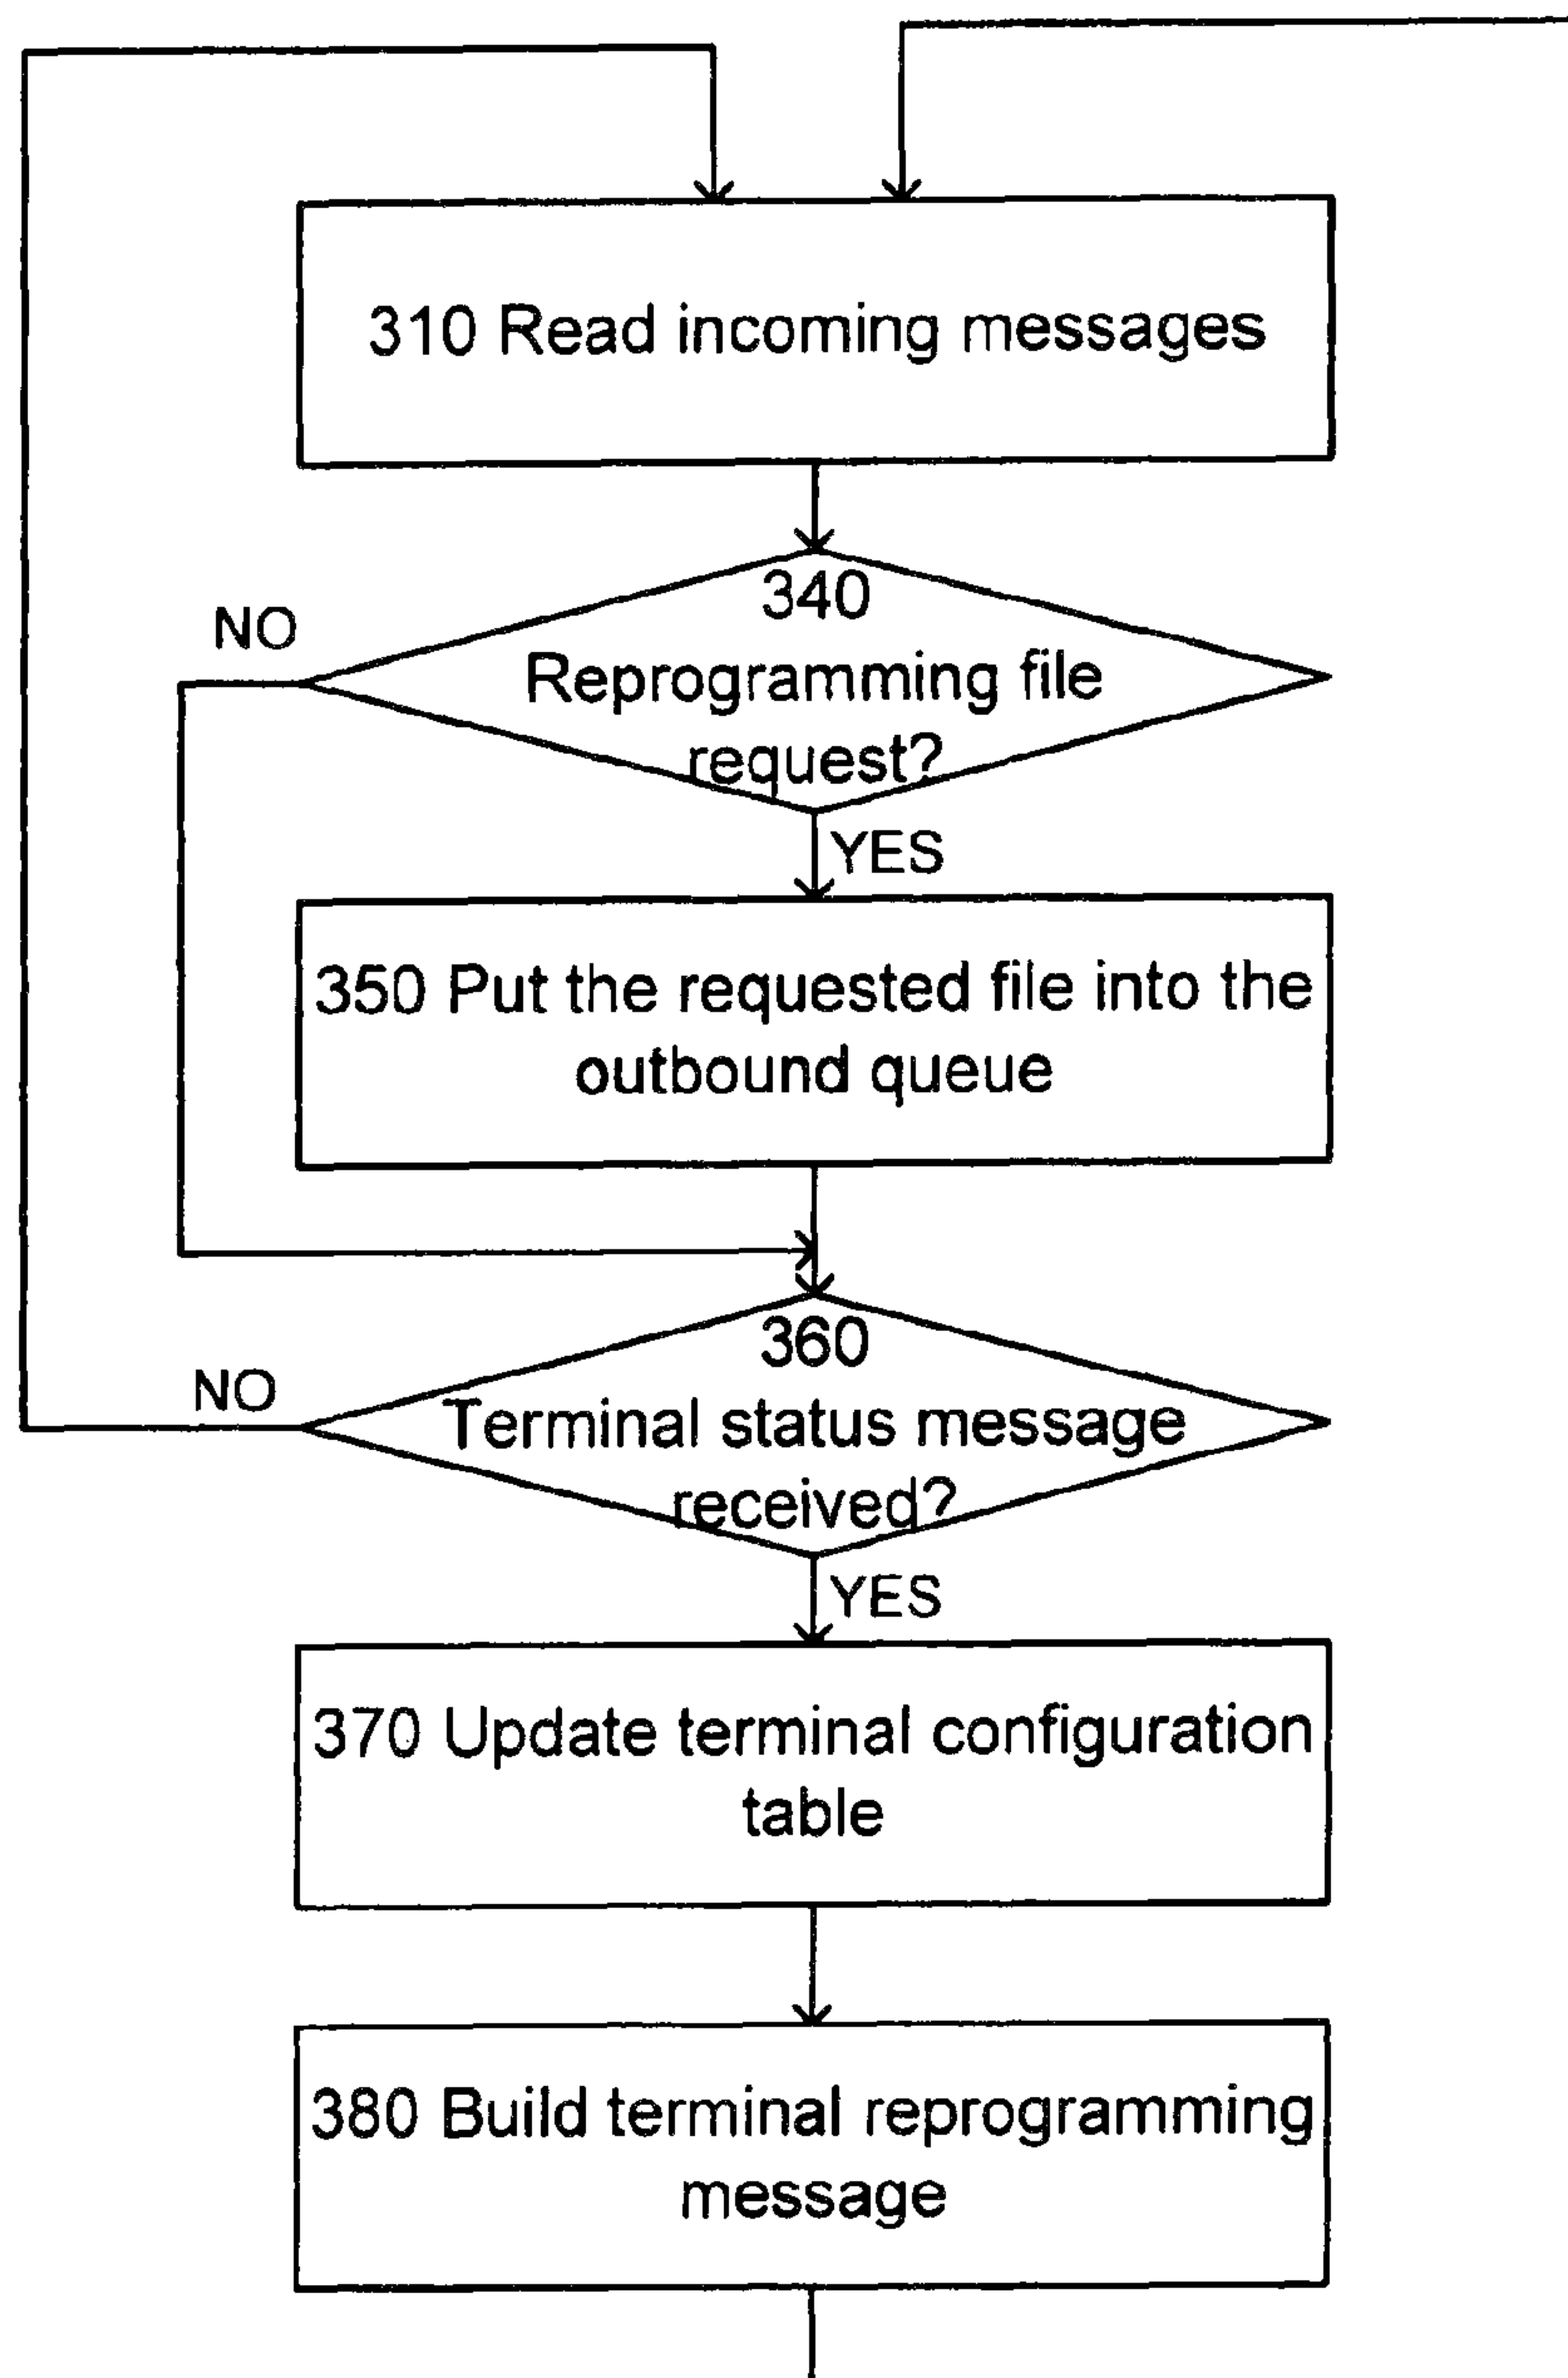 310 Read incoming messages
340
NO
Reprogramming file
request?
YES
350 Put the requested file into the
outbound queue
360
NO
Terminal status message
received?
YES
370 Update terminal configuration
table
380 Build terminal reprogramming
message